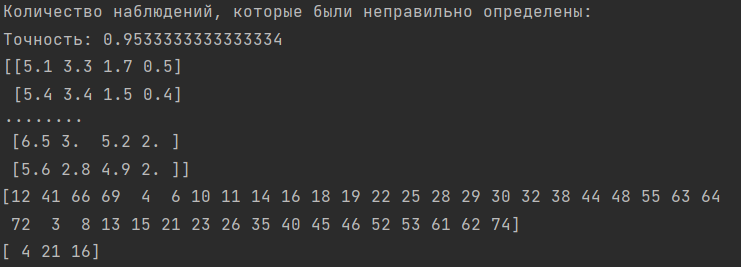 Количество наблюдений, которые были неправильно определены:
Точность: 0.9533333333333334
[[5.1 3.3 1.7 0.5]
 [5.4 3.4 1.5 0.4]
........
 [6.5 3.  5.2 2. ]
 [5.6 2.8 4.9 2. ]]
[12 41 66 69  4  6 10 11 14 16 18 19 22 25 28 29 30 32 38 44 48 55 63 64
 72  3  8 13 15 21 23 26 35 40 45 46 52 53 61 62 74]
[ 4 21 16]